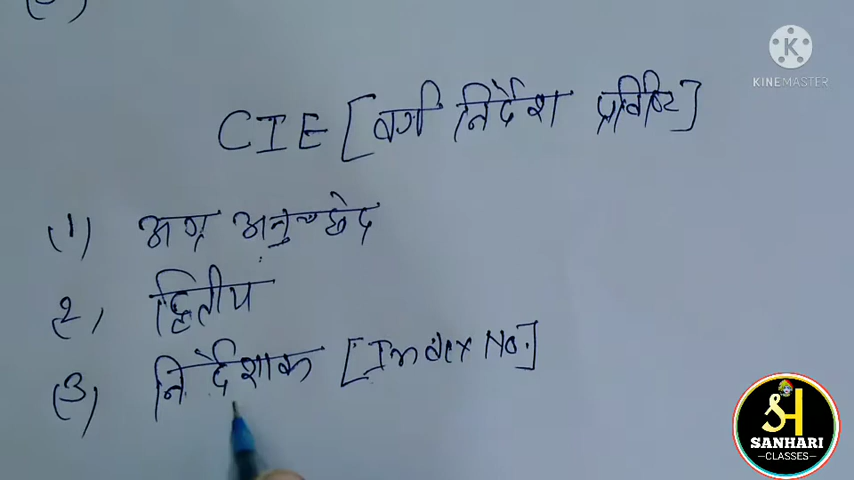 KINEMASTER
CIE [वर्ग निर्देश प्रविष्टि]
(1) अग्र अनुच्छेद
(2) द्वितीय
(3) निर्देशाक [Index No.]
SANHARI
CLASSES